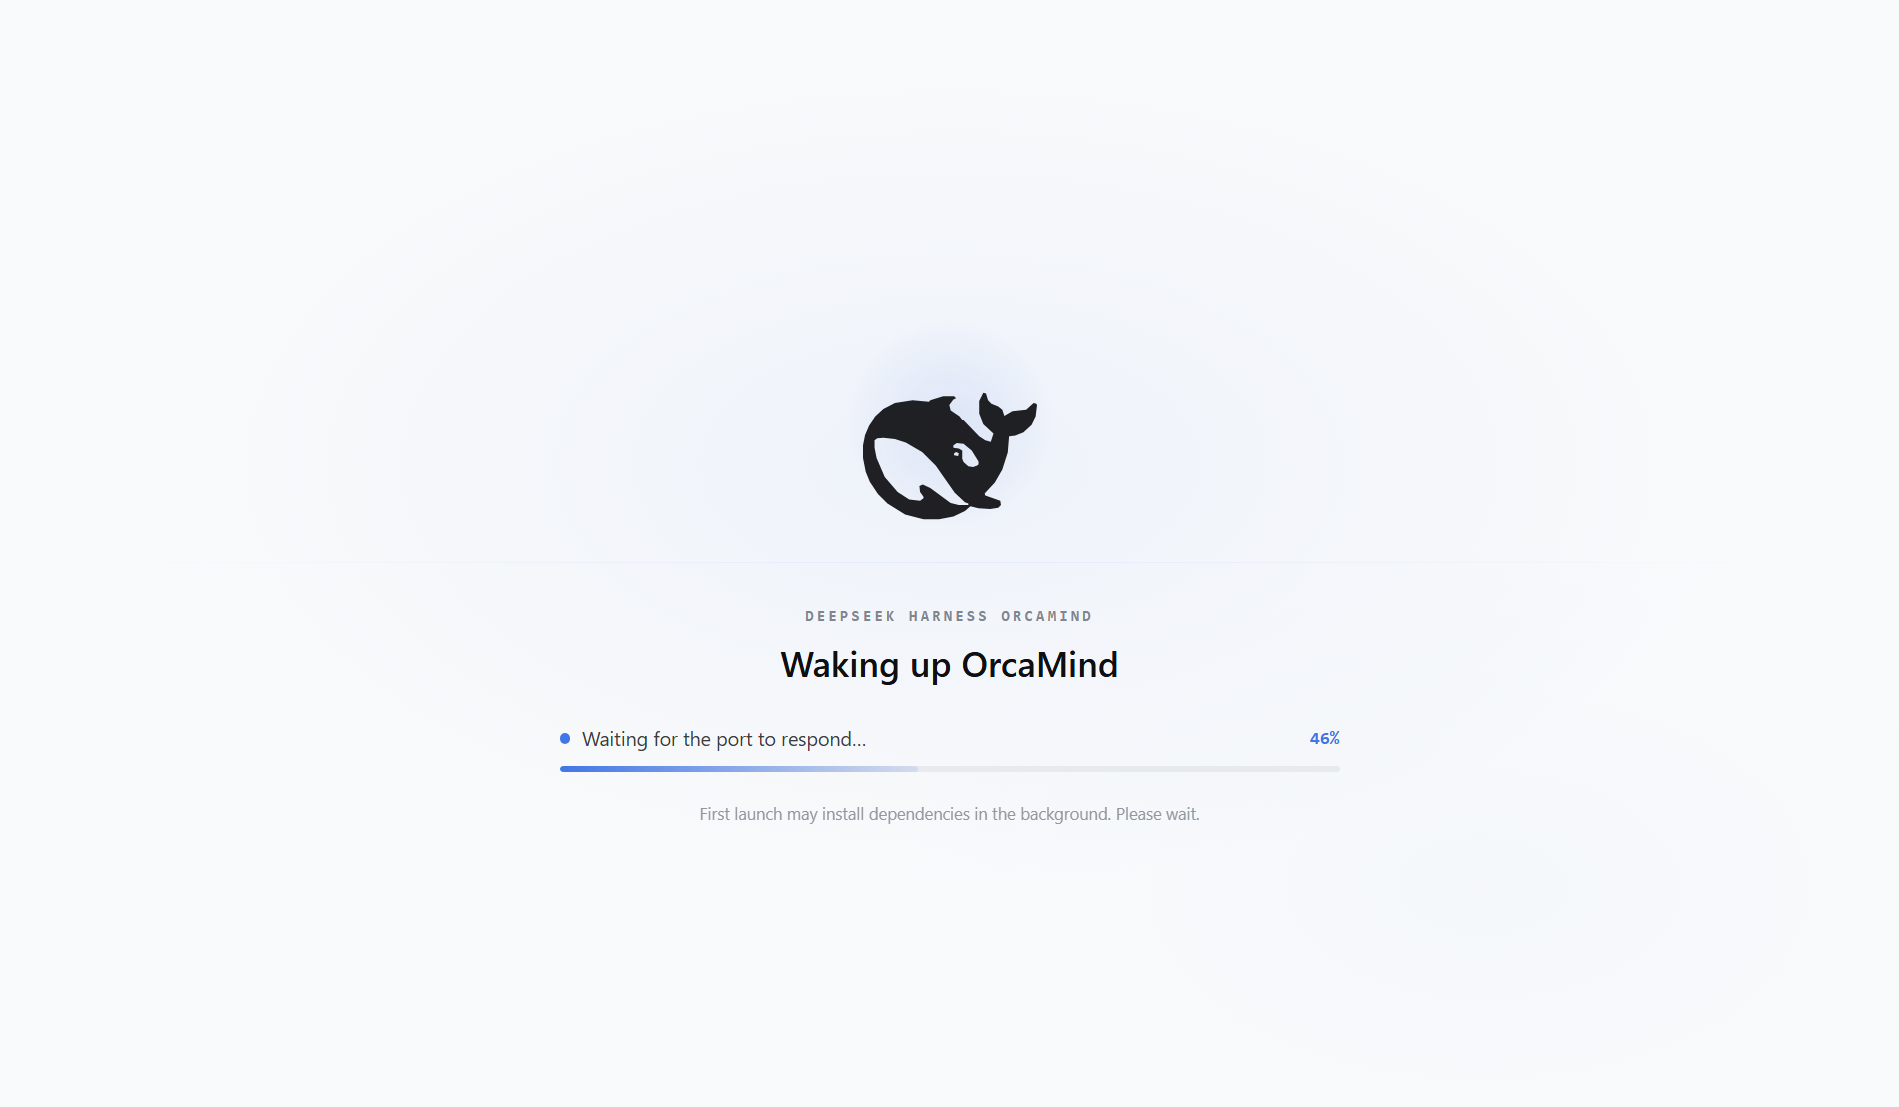 DEEPSEEK HARNESS ORCAMIND
Waking up OrcaMind
Waiting for the port to respond...
46%
First launch may install dependencies in the background. Please wait.